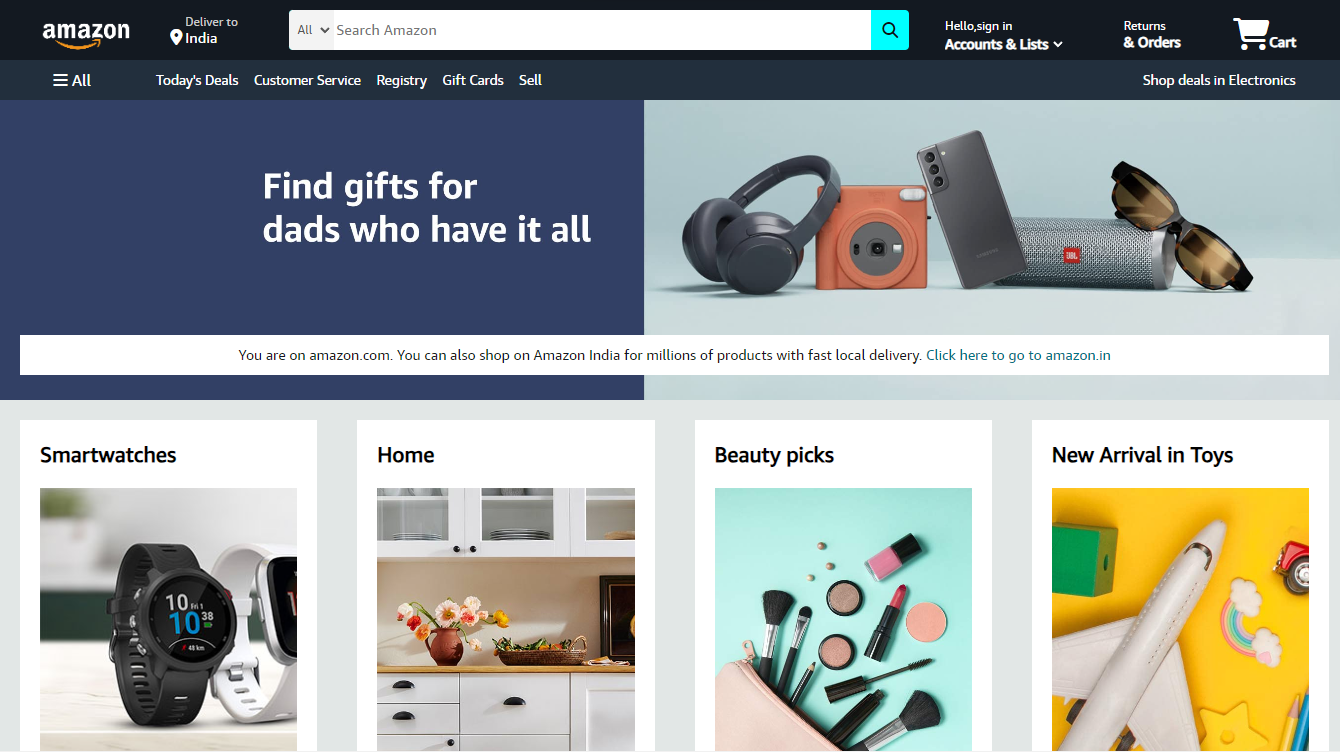 amazon
Deliver to
India
All
Search Amazon
Hello,sign in
Accounts & Lists
Returns
& Orders
Cart
All
Today's Deals
Customer Service
Registry
Gift Cards
Sell
Shop deals in Electronics
Find gifts for
dads who have it all
SAMSUNG
JBL
You are on amazon.com. You can also shop on Amazon India for millions of products with fast local delivery. Click here to go to amazon.in
Smartwatches
Home
Beauty picks
New Arrival in Toys
10 Fri 1
10 38
48 km